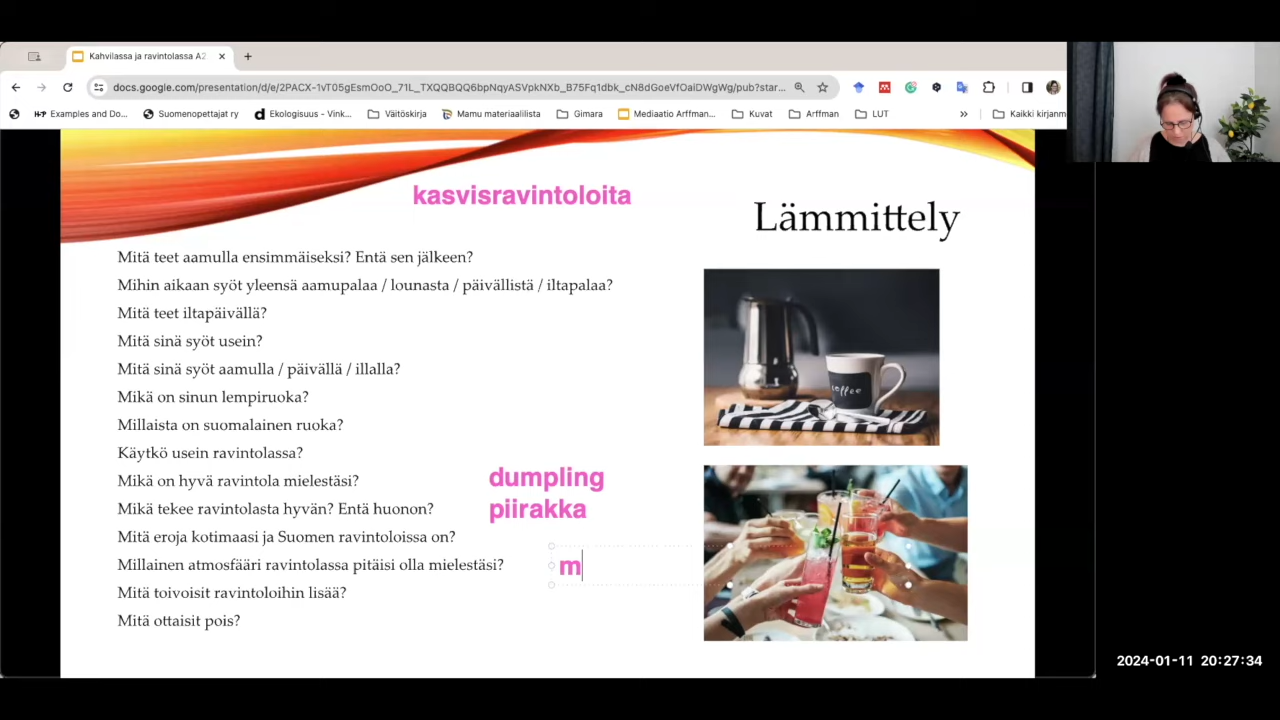 Kahvilassa ja ravintolassa A2
docs.google.com/presentation/d/e/2PACX-1vT05gEsmOoO_71L_TXQQBQQ6bpNqyASVpkNXb_B75Fq1dbk_cN8dGoeVfOaiDWgWg/pub?star...
Examples and Do...
Suomenopettajat ry
Ekologisuus - Vink...
Väitöskirja
Mamu materiaalilista
Gimara
Mediaatio Arffman...
Kuvat
Arffman
LUT
»
Kaikki kirjanm
kasvisravintoloita
Lämmittely
Mitä teet aamulla ensimmäiseksi? Entä sen jälkeen?
Mihin aikaan syöt yleensä aamupalaa / lounasta / päivällistä / iltapalaa?
Mitä teet iltapäivällä?
Mitä sinä syöt usein?
Mitä sinä syöt aamulla / päivällä / illalla?
Mikä on sinun lempiruoka?
Millaista on suomalainen ruoka?
Käytkö usein ravintolassa?
Mikä on hyvä ravintola mielestäsi?
Mikä tekee ravintolasta hyvän? Entä huonon?
Mitä eroja kotimaasi ja Suomen ravintoloissa on?
Millainen atmosfääri ravintolassa pitäisi olla mielestäsi?
Mitä toivoisit ravintoloihin lisää?
Mitä ottaisit pois?
dumpling
piirakka
m
coffee
2024-01-11 20:27:34